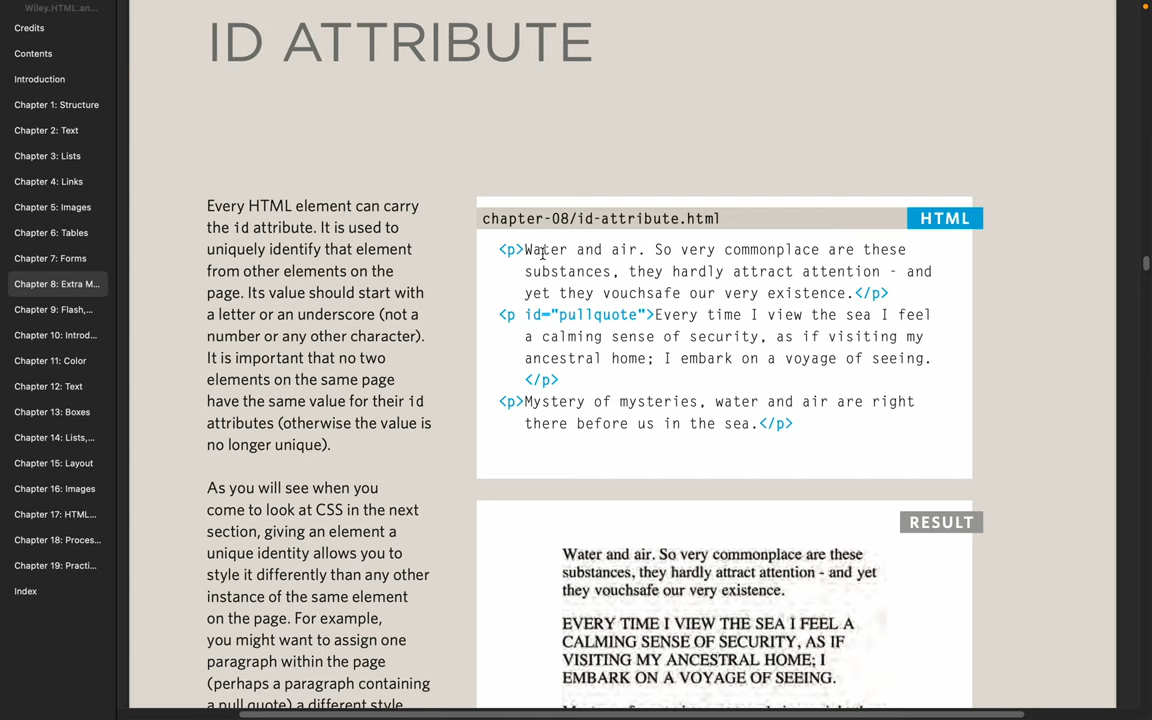 Wiley.HTML.an...
Credits
Contents
Introduction
Chapter 1: Structure
Chapter 2: Text
Chapter 3: Lists
Chapter 4: Links
Chapter 5: Images
Chapter 6: Tables
Chapter 7: Forms
Chapter 8: Extra M...
Chapter 9: Flash,...
Chapter 10: Introd...
Chapter 11: Color
Chapter 12: Text
Chapter 13: Boxes
Chapter 14: Lists,...
Chapter 15: Layout
Chapter 16: Images
Chapter 17: HTML...
Chapter 18: Proces...
Chapter 19: Practi...
Index
ID ATTRIBUTE
Every HTML element can carry
the id attribute. It is used to
uniquely identify that element
from other elements on the
page. Its value should start with
a letter or an underscore (not a
number or any other character).
It is important that no two
elements on the same page
have the same value for their id
attributes (otherwise the value is
no longer unique).
As you will see when you
come to look at CSS in the next
section, giving an element a
unique identity allows you to
style it differently than any other
instance of the same element
on the page. For example,
you might want to assign one
paragraph within the page
(perhaps a paragraph containing
a pull quote) a different style
chapter-08/id-attribute.html
HTML
<p>Water and air. So very commonplace are these
substances, they hardly attract attention - and
yet they vouchsafe our very existence.</p>
<p id="pullquote">Every time I view the sea I feel
a calming sense of security, as if visiting my
ancestral home; I embark on a voyage of seeing.
</p>
<p>Mystery of mysteries, water and air are right
there before us in the sea.</p>
RESULT
Water and air. So very commonplace are these
substances, they hardly attract attention - and yet
they vouchsafe our very existence.
EVERY TIME I VIEW THE SEA I FEEL A
CALMING SENSE OF SECURITY, AS IF
VISITING MY ANCESTRAL HOME; I
EMBARK ON A VOYAGE OF SEEING.